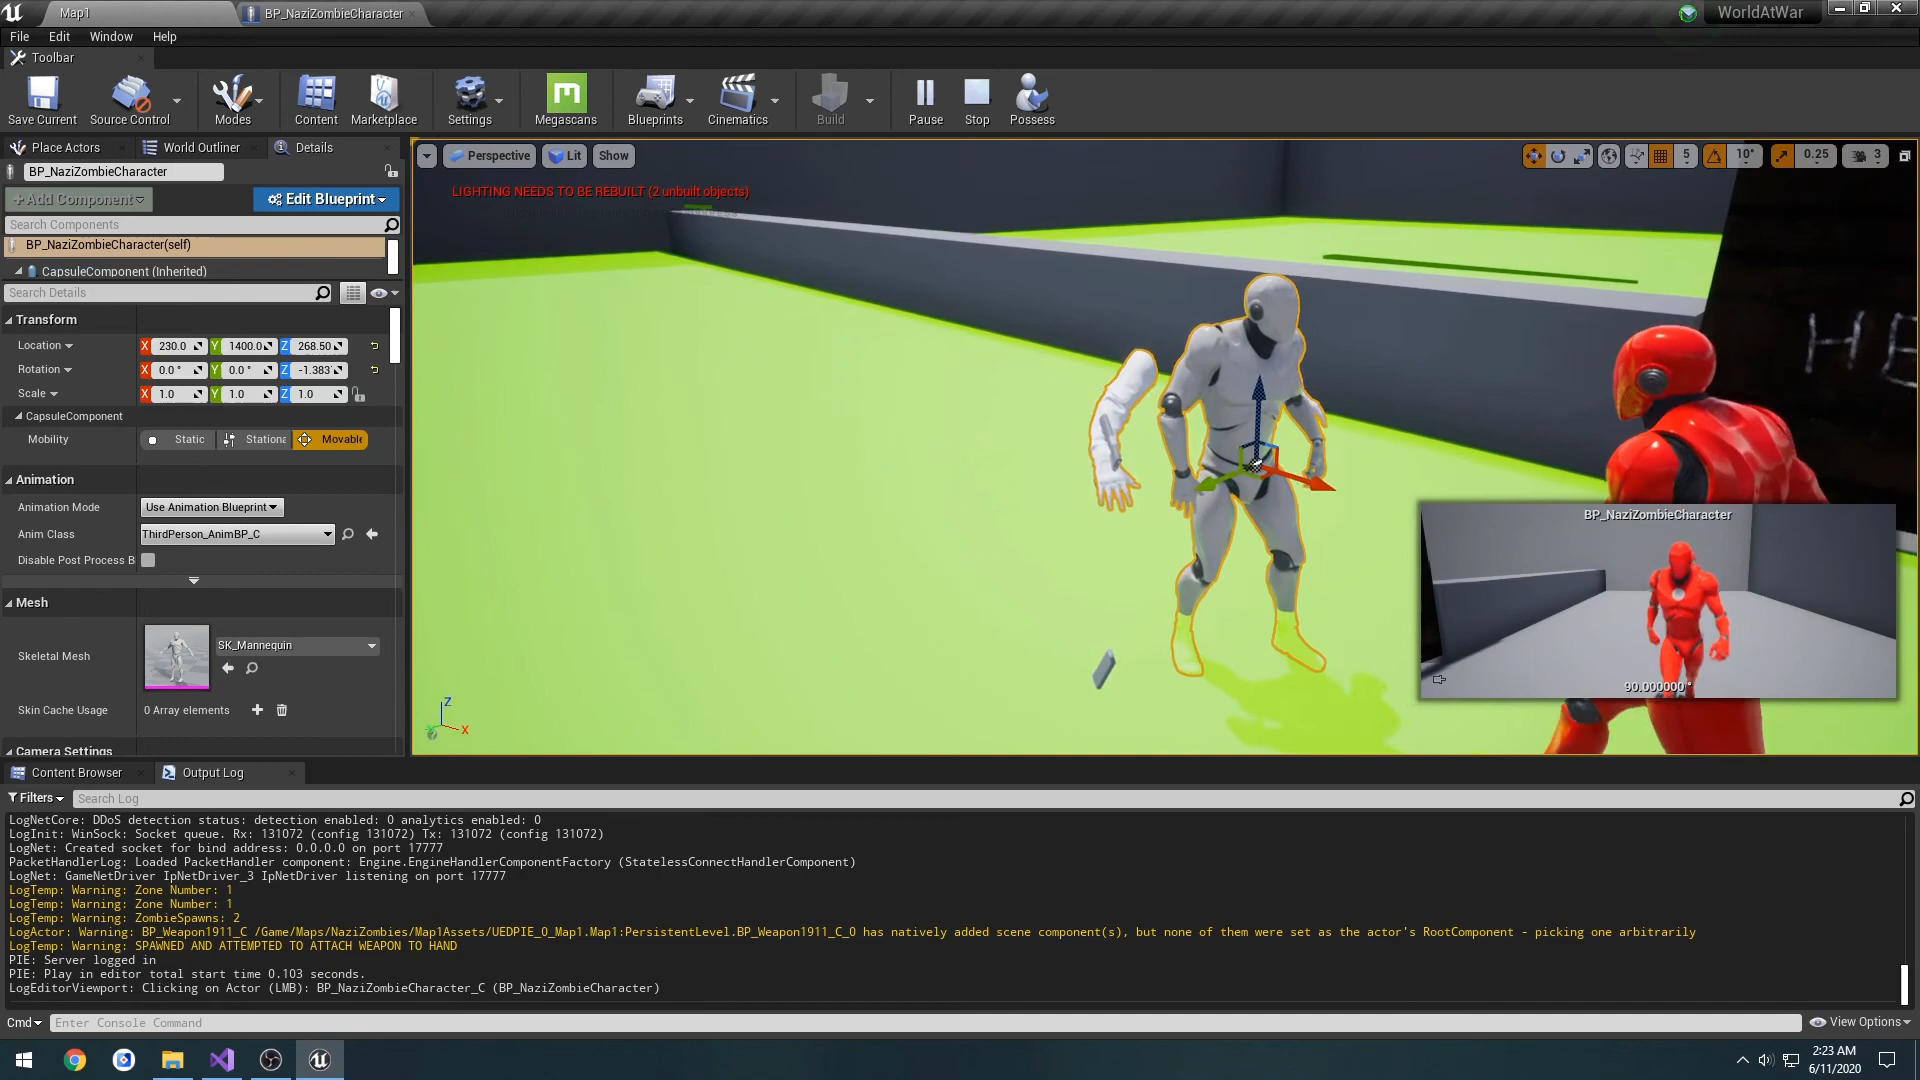 Map1
BP_NaziZombieCharacter
WorldAtWar
File Edit Window Help
Toolbar
Save Current
Source Control
Modes
Content
Marketplace
Settings
Megascans
Blueprints
Cinematics
Build
Pause
Stop
Possess
Place Actors
World Outliner
Details
BP_NaziZombieCharacter
+Add Component
Edit Blueprint
Search Components
BP_NaziZombieCharacter(self)
CapsuleComponent (Inherited)
Search Details
Transform
Location X 230.0 Y 1400.0 Z 268.50
Rotation X 0.0 ° Y 0.0 ° Z -1.383
Scale X 1.0 Y 1.0 Z 1.0
CapsuleComponent
Mobility Static Stationa Movable
Animation
Animation Mode Use Animation Blueprint
Anim Class ThirdPerson_AnimBP_C
Disable Post Process B
Mesh
Skeletal Mesh SK_Mannequin
Skin Cache Usage 0 Array elements
Camera Settings
Perspective Lit Show
5 10° 0.25 3
LIGHTING NEEDS TO BE REBUILT (2 unbuilt objects)
HE
BP_NaziZombieCharacter
90.000000 °
Z
X
Content Browser
Output Log
Filters Search Log
LogNetCore: DDoS detection status: detection enabled: 0 analytics enabled: 0
LogInit: WinSock: Socket queue. Rx: 131072 (config 131072) Tx: 131072 (config 131072)
LogNet: Created socket for bind address: 0.0.0.0 on port 17777
PacketHandlerLog: Loaded PacketHandler component: Engine.EngineHandlerComponentFactory (StatelessConnectHandlerComponent)
LogNet: GameNetDriver IpNetDriver_3 IpNetDriver listening on port 17777
LogTemp: Warning: Zone Number: 1
LogTemp: Warning: Zone Number: 1
LogTemp: Warning: ZombieSpawns: 2
LogActor: Warning: BP_Weapon1911_C /Game/Maps/NaziZombies/Map1Assets/UEDPIE_0_Map1.Map1:PersistentLevel.BP_Weapon1911_C_0 has natively added scene component(s), but none of them were set as the actor's RootComponent - picking one arbitrarily
LogTemp: Warning: SPAWNED AND ATTEMPTED TO ATTACH WEAPON TO HAND
PIE: Server logged in
PIE: Play in editor total start time 0.103 seconds.
LogEditorViewport: Clicking on Actor (LMB): BP_NaziZombieCharacter_C (BP_NaziZombieCharacter)
Cmd Enter Console Command
View Options
2:23 AM
6/11/2020